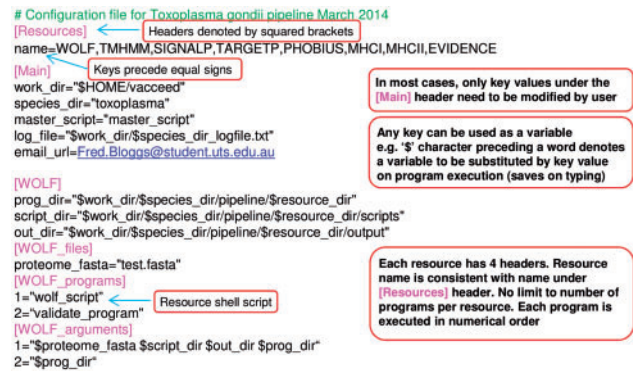 # Configuration file for Toxoplasma gondii pipeline March 2014
[Resources]
Headers denoted by squared brackets
name=WOLF,TMHMM,SIGNALP,TARGETP,PHOBIUS,MHCI,MHCII,EVIDENCE
[Main]
Keys precede equal signs
work_dir="$HOME/vacceed"
species_dir="toxoplasma"
master_script="master_script"
log_file="$work_dir/$species_dir_logfile.txt"
email_url=Fred.Bloggs@student.uts.edu.au
In most cases, only key values under the
[Main] header need to be modified by user
Any key can be used as a variable
e.g. ‘$’ character preceding a word denotes
a variable to be substituted by key value
on program execution (saves on typing)
[WOLF]
prog_dir="$work_dir/$species_dir/pipeline/$resource_dir"
script_dir="$work_dir/$species_dir/pipeline/$resource_dir/scripts"
out_dir="$work_dir/$species_dir/pipeline/$resource_dir/output"
[WOLF_files]
proteome_fasta="test.fasta"
[WOLF_programs]
1="wolf_script"
Resource shell script
2="validate_program"
[WOLF_arguments]
1="$proteome_fasta $script_dir $out_dir $prog_dir"
2="$prog_dir"
Each resource has 4 headers. Resource
name is consistent with name under
[Resources] header. No limit to number of
programs per resource. Each program is
executed in numerical order